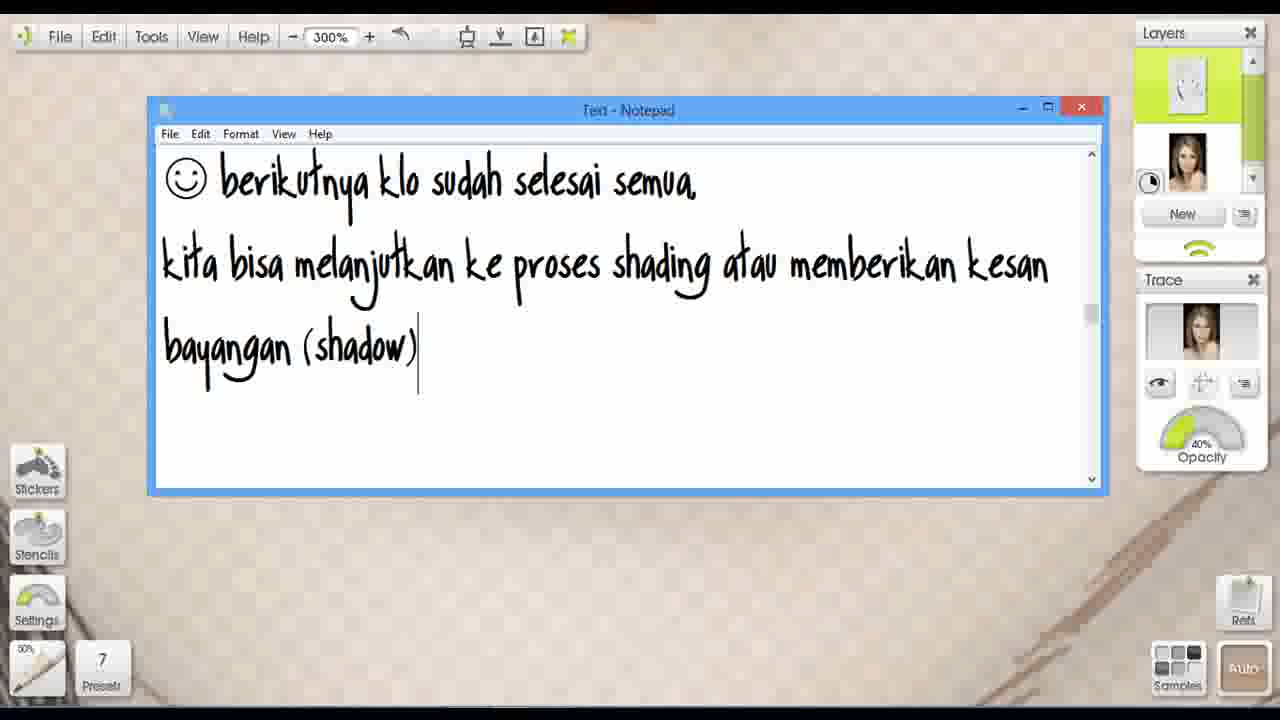 File Edit Tools View Help − 300% +
Layers
Text - Notepad
File Edit Format View Help
☺ berikutnya klo sudah selesai semua.
kita bisa melanjutkan ke proses shading atau memberikan kesan
bayangan (shadow)
New
Trace
40%
Opacity
Stickers
Stencils
Settings
50%
7
Presets
Refs
Samples
Auto